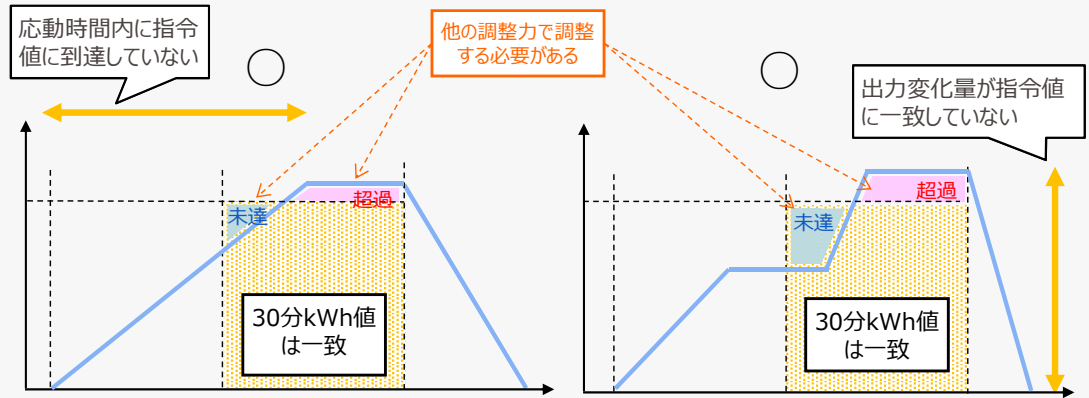 応動時間内に指令
値に到達していない
他の調整力で調整
する必要がある
出力変化量が指令値
に一致していない
未達
超過
30分kWh値
は一致
未達
超過
30分kWh値
は一致